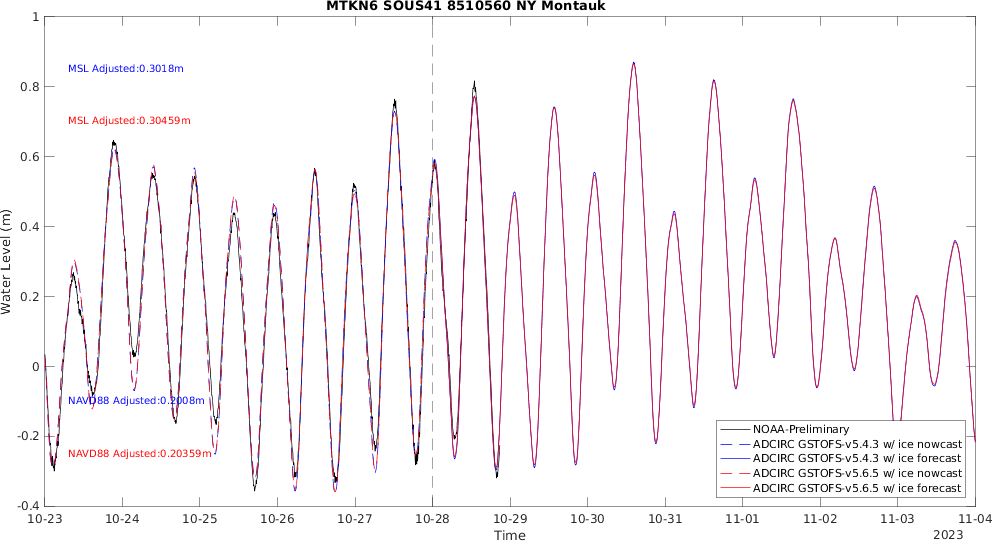 MTKN6 SOUS41 8510560 NY Montauk
1
0.8
0.6
0.4
0.2
0
-0.2
-0.4
Water Level (m)
MSL Adjusted:0.3018m
MSL Adjusted:0.30459m
NAVD88 Adjusted:0.2008m
NAVD88 Adjusted:0.20359m
NOAA-Preliminary
ADCIRC GSTOFS-v5.4.3 w/ ice nowcast
ADCIRC GSTOFS-v5.4.3 w/ ice forecast
ADCIRC GSTOFS-v5.6.5 w/ ice nowcast
ADCIRC GSTOFS-v5.6.5 w/ ice forecast
10-23 10-24 10-25 10-26 10-27 10-28 10-29 10-30 10-31 11-01 11-02 11-03 11-04
Time
2023